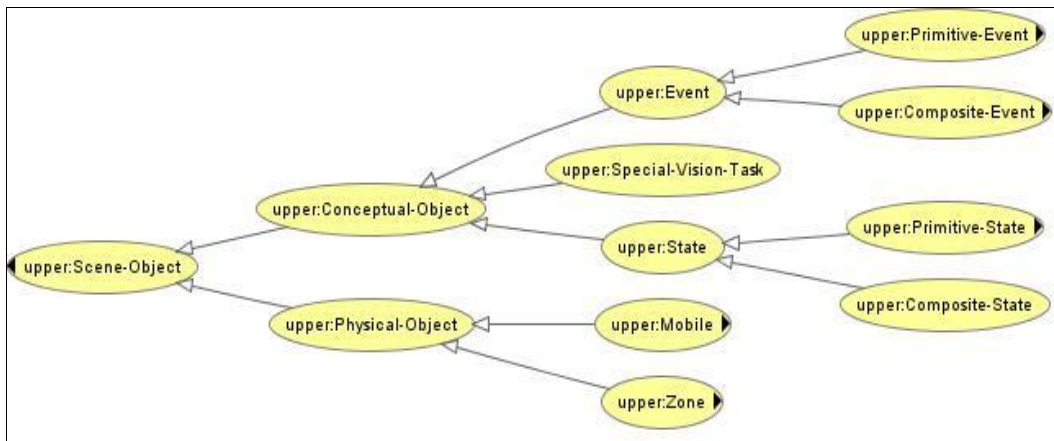 upper:Primitive-Event
upper:Event
upper:Composite-Event
upper:Special-Vision-Task
upper:Conceptual-Object
upper:Primitive-State
upper:State
upper:Scene-Object
upper:Composite-State
upper:Physical-Object
upper:Mobile
upper:Zone